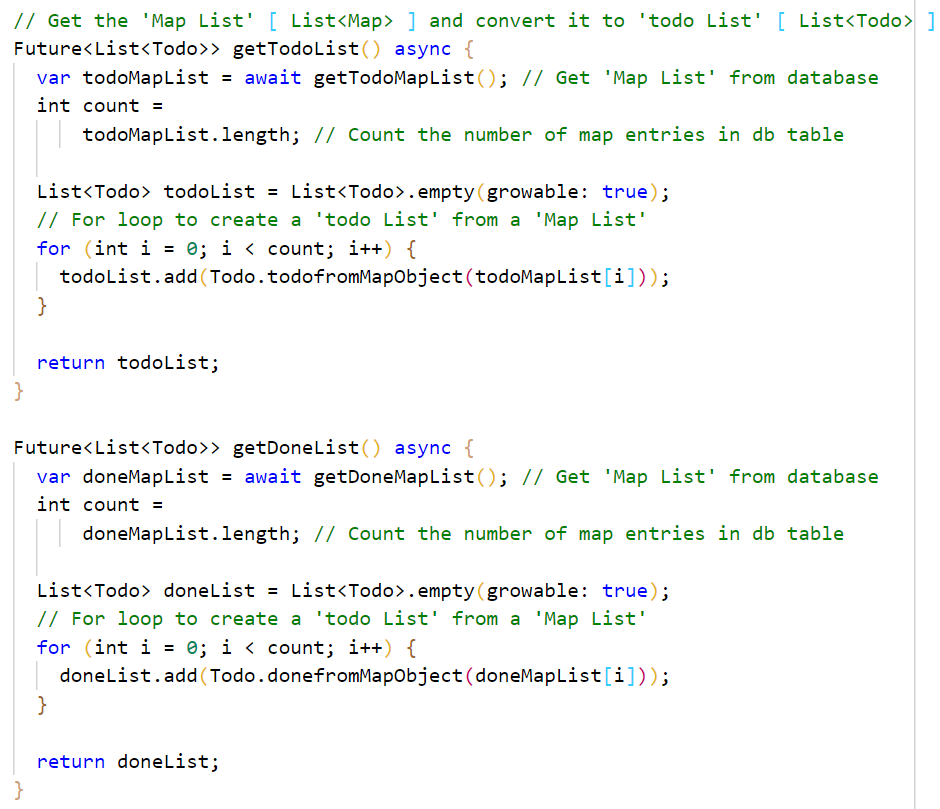 // Get the 'Map List' [ List<Map> ] and convert it to 'todo List' [ List<Todo> ]
Future<List<Todo>> getTodoList() async {
  var todoMapList = await getTodoMapList(); // Get 'Map List' from database
  int count =
      todoMapList.length; // Count the number of map entries in db table

  List<Todo> todoList = List<Todo>.empty(growable: true);
  // For loop to create a 'todo List' from a 'Map List'
  for (int i = 0; i < count; i++) {
    todoList.add(Todo.todofromMapObject(todoMapList[i]));
  }

  return todoList;
}

Future<List<Todo>> getDoneList() async {
  var doneMapList = await getDoneMapList(); // Get 'Map List' from database
  int count =
      doneMapList.length; // Count the number of map entries in db table

  List<Todo> doneList = List<Todo>.empty(growable: true);
  // For loop to create a 'todo List' from a 'Map List'
  for (int i = 0; i < count; i++) {
    doneList.add(Todo.donefromMapObject(doneMapList[i]));
  }

  return doneList;
}